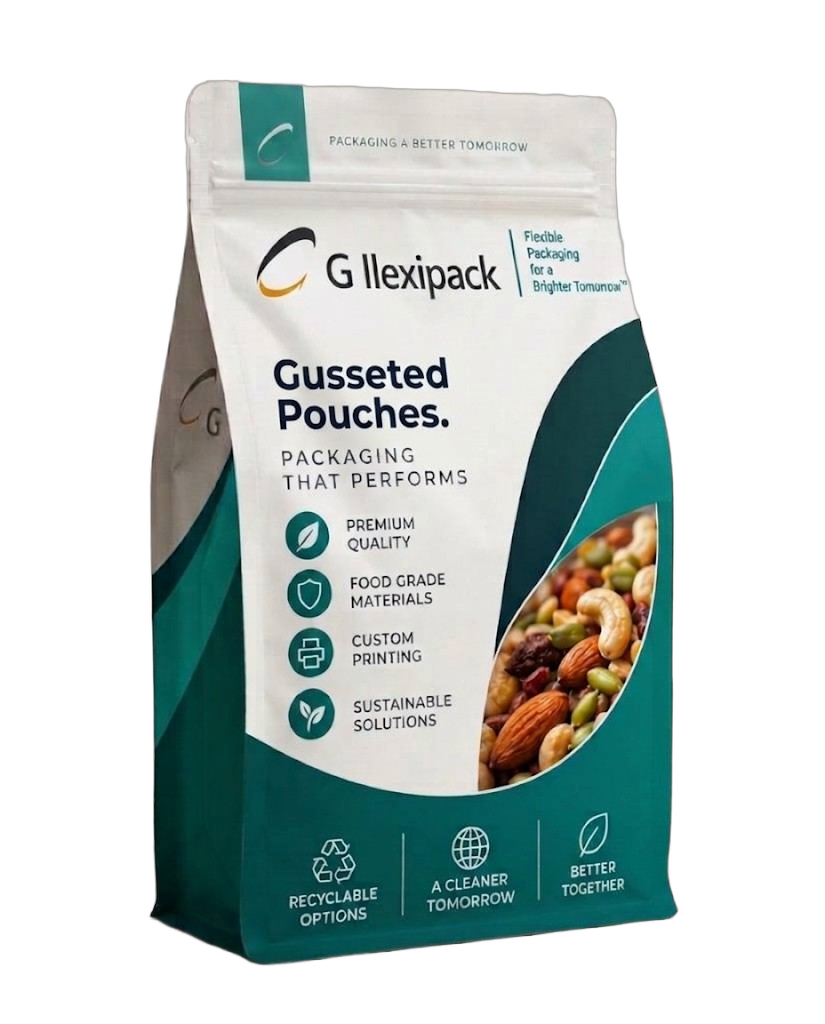 PACKAGING A BETTER TOMORROW
G llexipack
Flexible
Packaging
for a
Brighter Tomorrow™
Gusseted
Pouches.
PACKAGING
THAT PERFORMS
PREMIUM
QUALITY
FOOD GRADE
MATERIALS
CUSTOM
PRINTING
SUSTAINABLE
SOLUTIONS
G
RECYCLABLE
OPTIONS
A CLEANER
TOMORROW
BETTER
TOGETHER